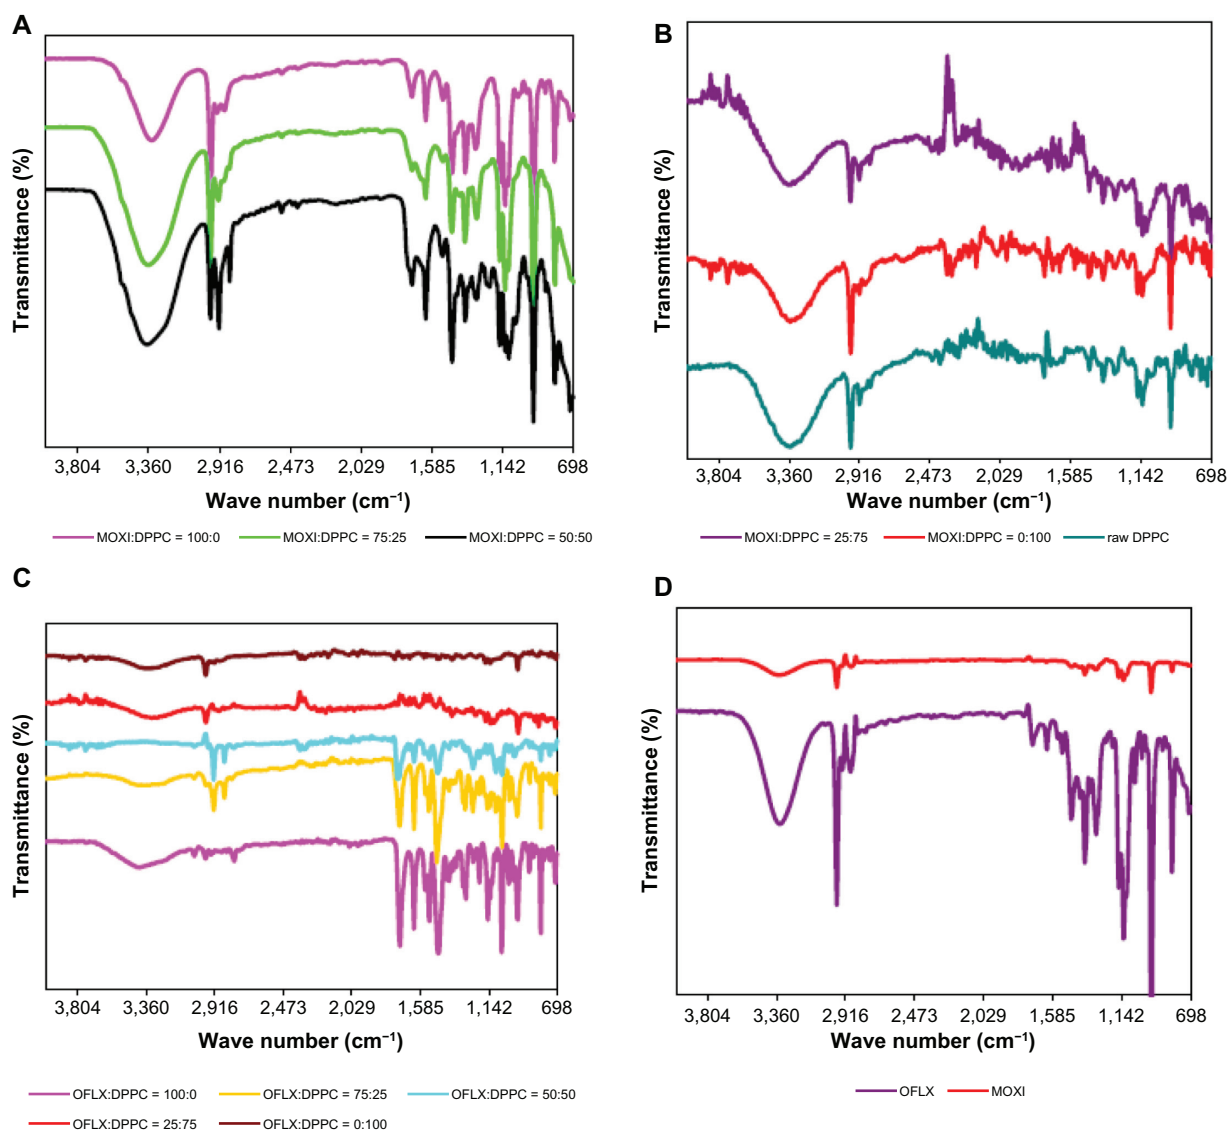 A
Transmittance (%)
3,804 3,360 2,916 2,473 2,029 1,585 1,142 698
Wave number (cm⁻¹)
MOXI:DPPC = 100:0 MOXI:DPPC = 75:25 MOXI:DPPC = 50:50
B
Transmittance (%)
3,804 3,360 2,916 2,473 2,029 1,585 1,142 698
Wave number (cm⁻¹)
MOXI:DPPC = 25:75 MOXI:DPPC = 0:100 raw DPPC
C
Transmittance (%)
3,804 3,360 2,916 2,473 2,029 1,585 1,142 698
Wave number (cm⁻¹)
OFLX:DPPC = 100:0 OFLX:DPPC = 75:25 OFLX:DPPC = 50:50
OFLX:DPPC = 25:75 OFLX:DPPC = 0:100
D
Transmittance (%)
3,804 3,360 2,916 2,473 2,029 1,585 1,142 698
Wave number (cm⁻¹)
OFLX MOXI